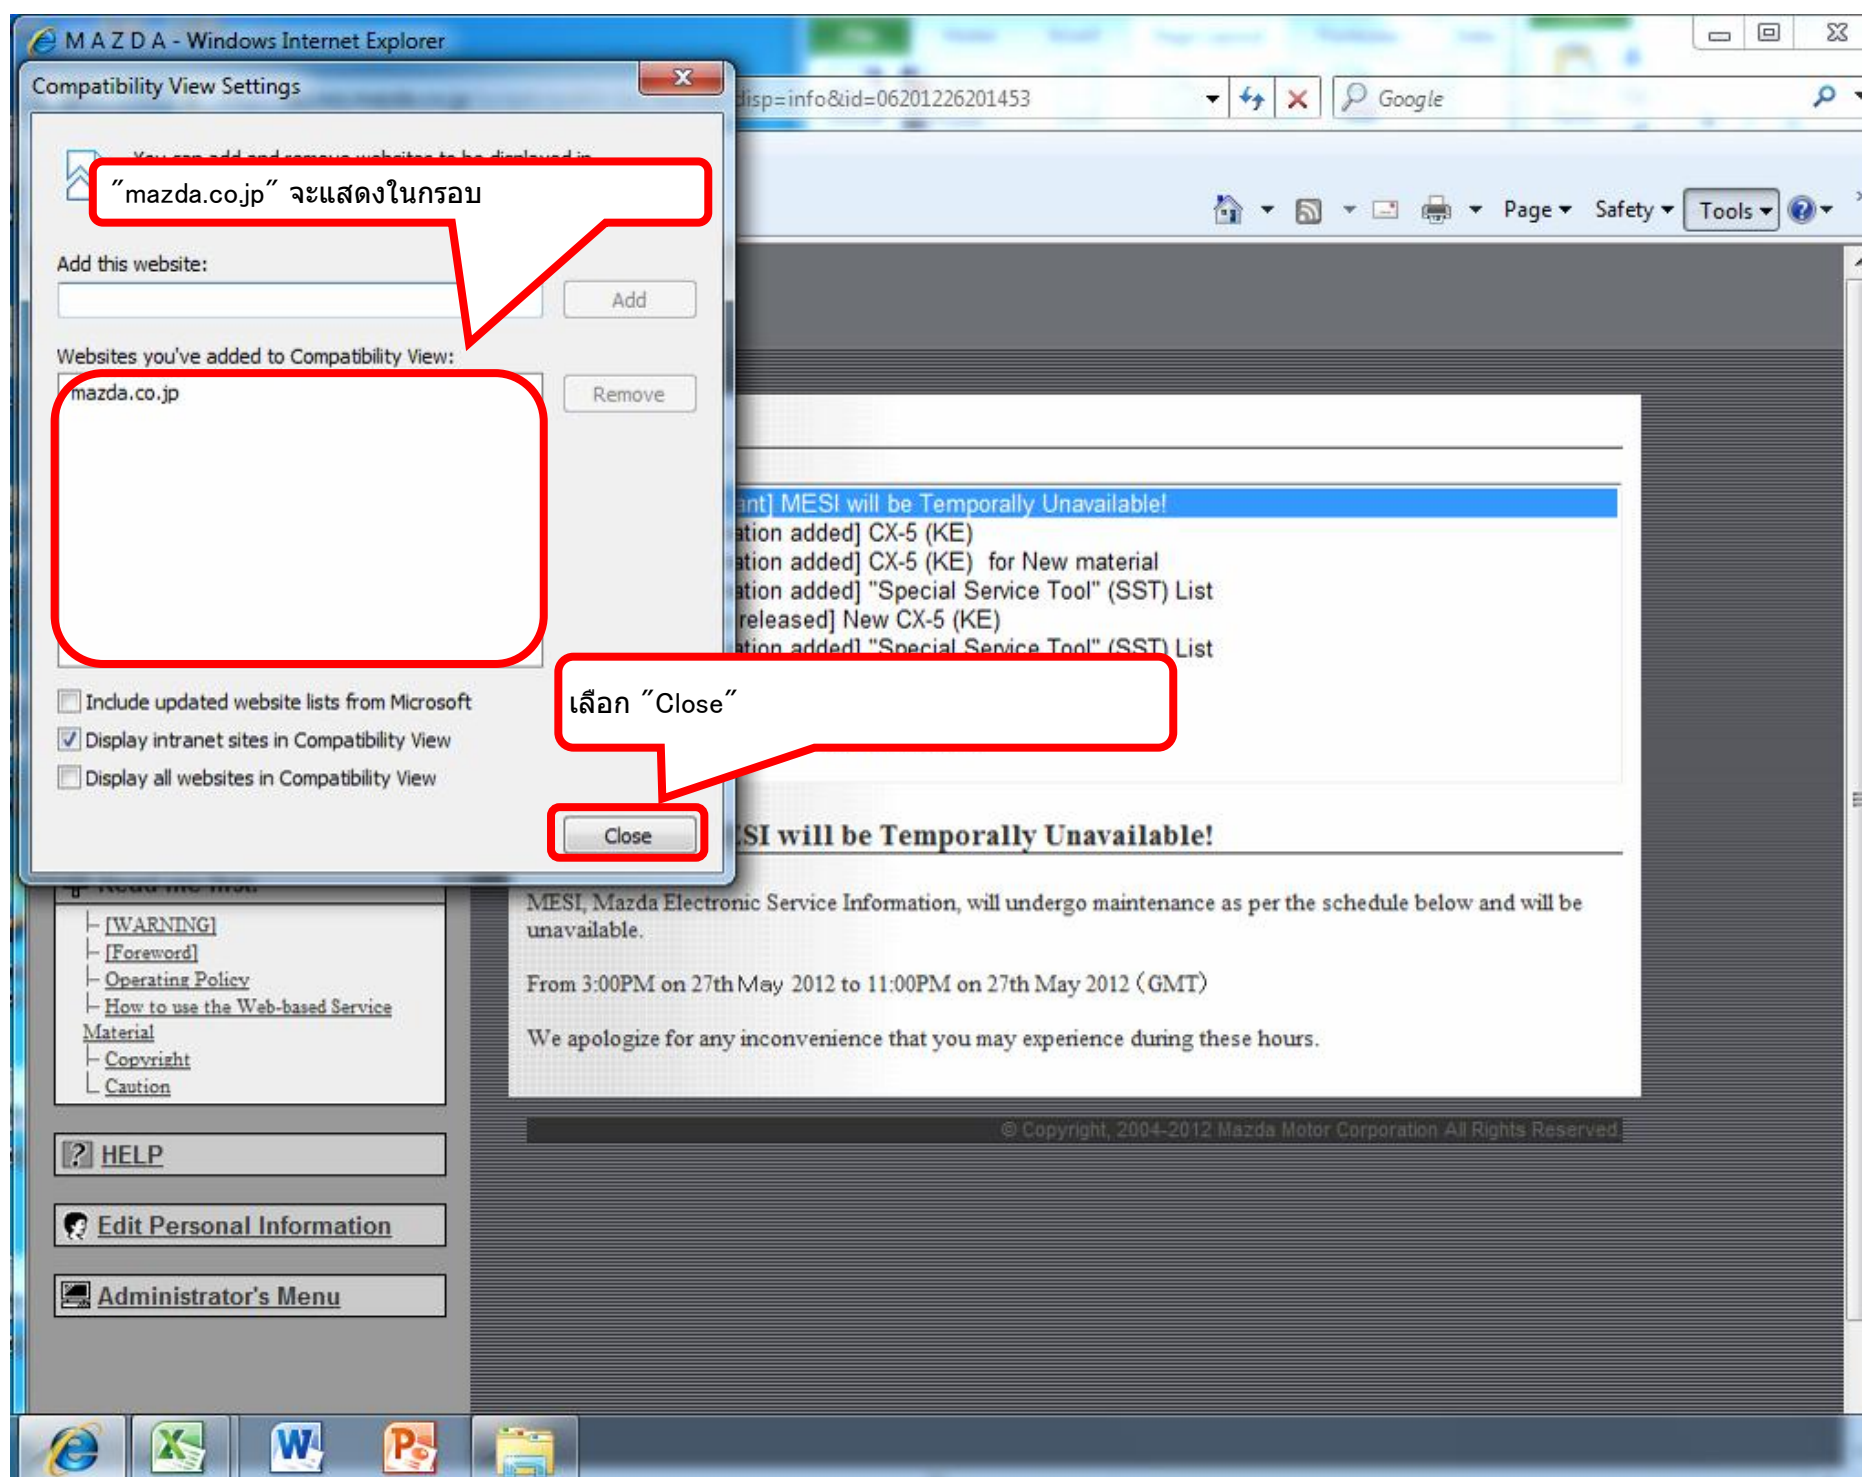 M A Z D A - Windows Internet Explorer
Compatibility View Settings
disp=info&id=06201226201453
Google
"mazda.co.jp" จะแสดงในกรอบ
Page
Safety
Tools
Add this website:
Add
Websites you've added to Compatibility View:
mazda.co.jp
Remove
ant] MESI will be Temporally Unavailable!
ation added] CX-5 (KE)
ation added] CX-5 (KE) for New material
ation added] "Special Service Tool" (SST) List
released] New CX-5 (KE)
ation added] "Special Service Tool" (SST) List
Include updated website lists from Microsoft
เลือก "Close"
Display intranet sites in Compatibility View
Display all websites in Compatibility View
Close
SI will be Temporally Unavailable!
MESI, Mazda Electronic Service Information, will undergo maintenance as per the schedule below and will be
unavailable.
From 3:00PM on 27th May 2012 to 11:00PM on 27th May 2012 (GMT)
We apologize for any inconvenience that you may experience during these hours.
[WARNING]
[Foreword]
Operating Policy
How to use the Web-based Service
Material
Copyright
Caution
© Copyright, 2004-2012 Mazda Motor Corporation All Rights Reserved.
HELP
Edit Personal Information
Administrator's Menu